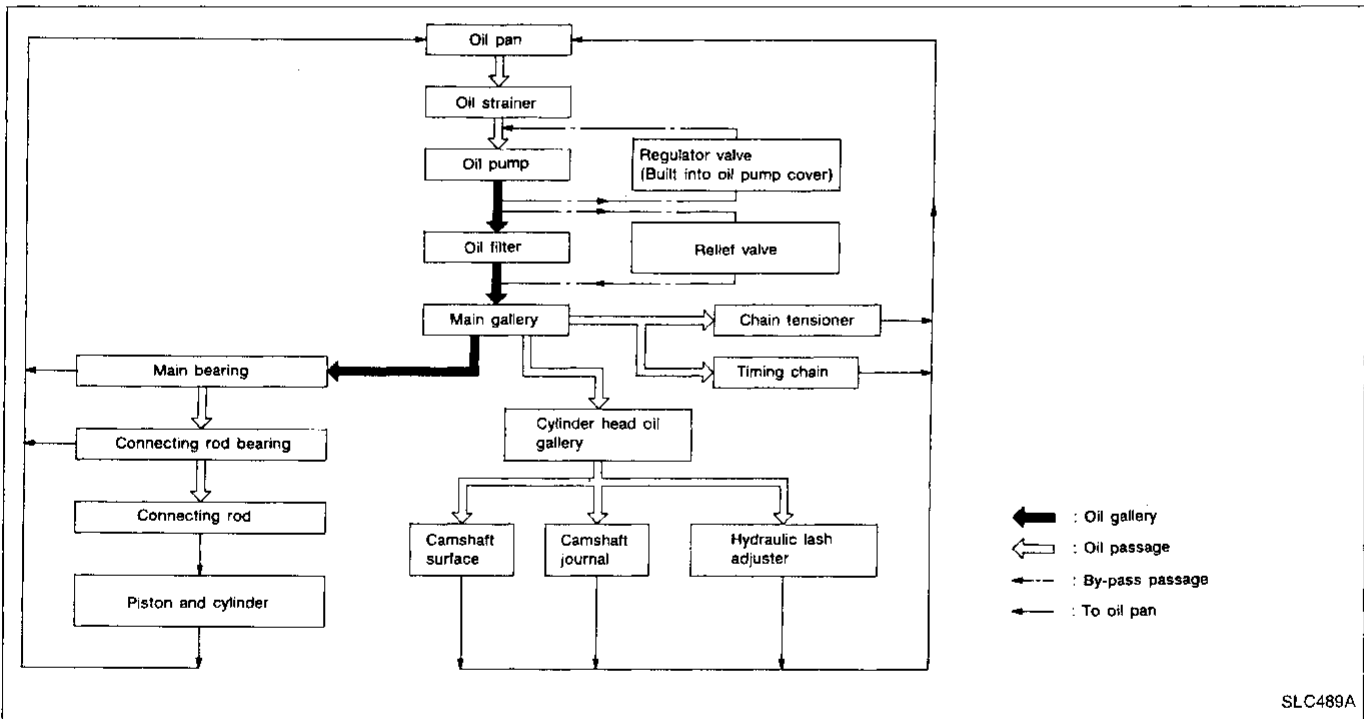 Oil pan
Oil strainer
Oil pump
Regulator valve
(Built into oil pump cover)
Oil filter
Relief valve
Main gallery
Chain tensioner
Main bearing
Timing chain
Cylinder head oil
gallery
Connecting rod bearing
Connecting rod
Camshaft
surface
Camshaft
journal
Hydraulic lash
adjuster
Piston and cylinder
: Oil gallery
: Oil passage
: By-pass passage
: To oil pan
SLC489A